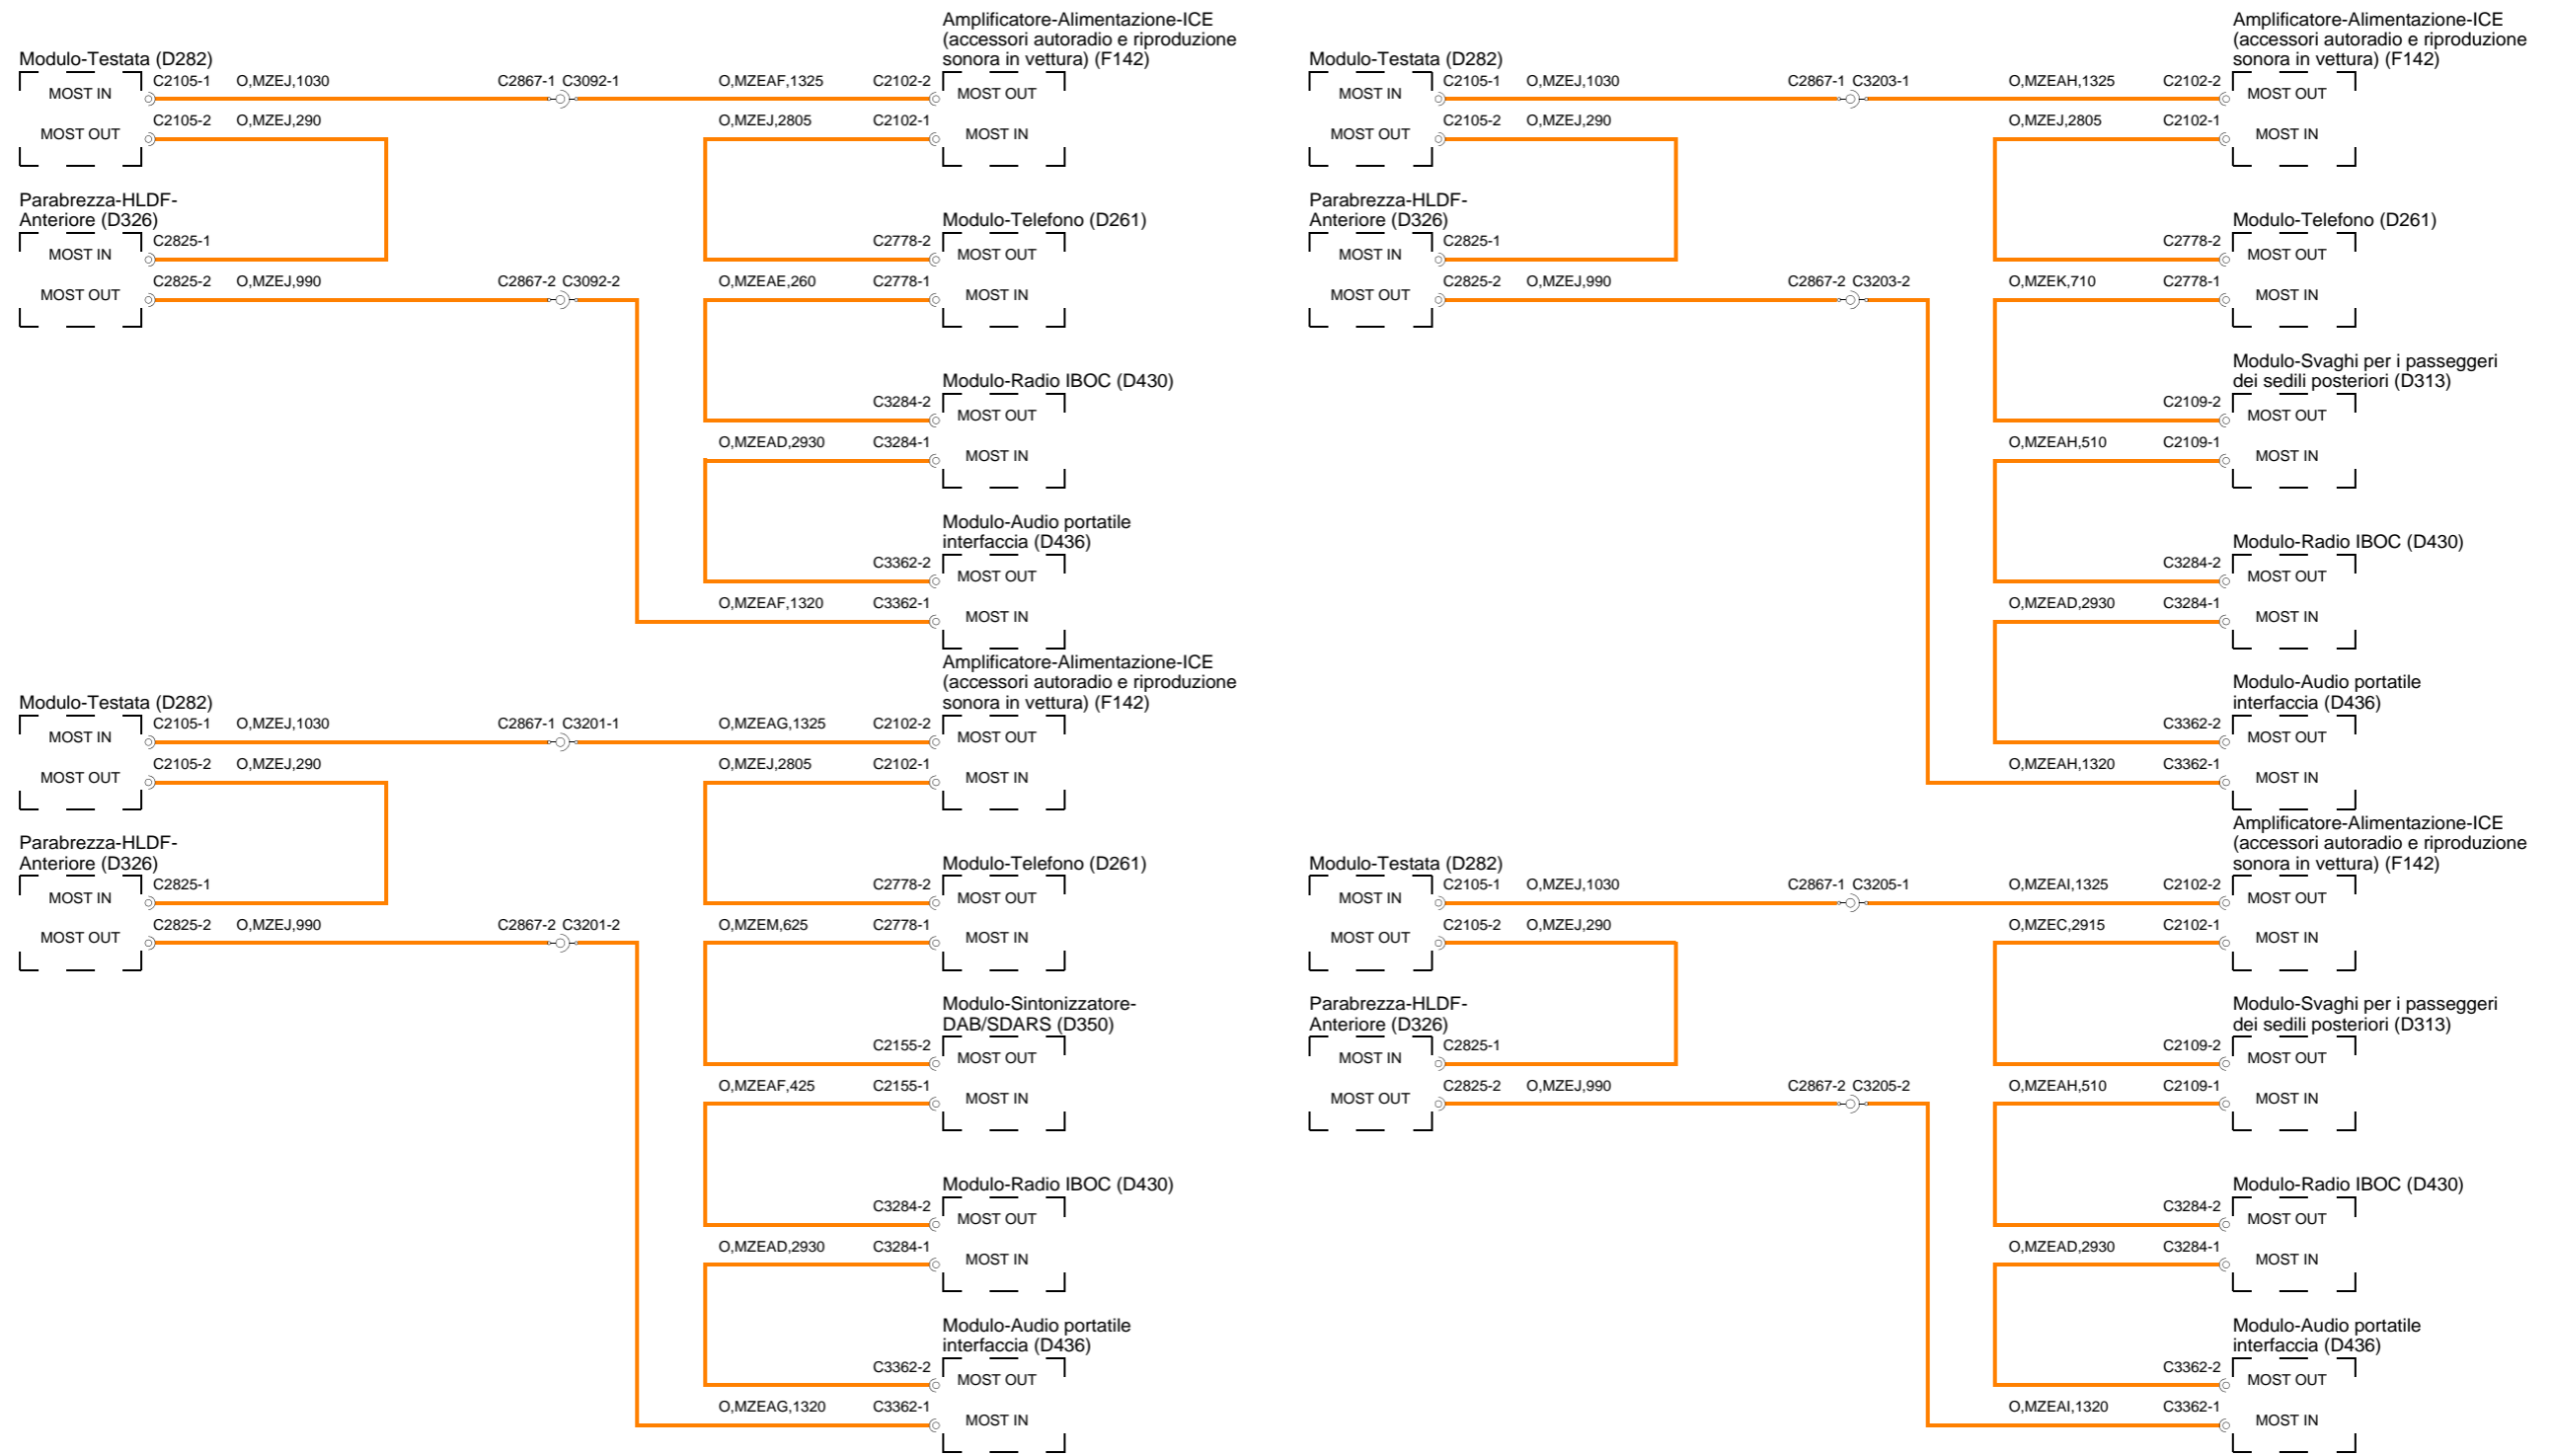 Amplificatore-Alimentazione-ICE
(accessori autoradio e riproduzione
sonora in vettura) (F142)
Modulo-Testata (D282)
MOST IN
C2105-1 O,MZEJ,1030
C2867-1 C3092-1
O,MZEAF,1325 C2102-2
MOST OUT
MOST OUT
C2105-2 O,MZEJ,290
O,MZEJ,2805 C2102-1
MOST IN
Parabrezza-HLDF-
Anteriore (D326)
Modulo-Telefono (D261)
MOST IN
C2825-1
C2778-2
MOST OUT
MOST OUT
C2825-2 O,MZEJ,990
C2867-2 C3092-2
O,MZEAE,260 C2778-1
MOST IN
Modulo-Radio IBOC (D430)
C3284-2
MOST OUT
O,MZEAD,2930 C3284-1
MOST IN
Modulo-Audio portatile
interfaccia (D436)
C3362-2
MOST OUT
O,MZEAF,1320 C3362-1
MOST IN
Amplificatore-Alimentazione-ICE
(accessori autoradio e riproduzione
sonora in vettura) (F142)
Modulo-Testata (D282)
MOST IN
C2105-1 O,MZEJ,1030
C2867-1 C3203-1
O,MZEAH,1325 C2102-2
MOST OUT
MOST OUT
C2105-2 O,MZEJ,290
O,MZEJ,2805 C2102-1
MOST IN
Parabrezza-HLDF-
Anteriore (D326)
Modulo-Telefono (D261)
MOST IN
C2825-1
C2778-2
MOST OUT
MOST OUT
C2825-2 O,MZEJ,990
C2867-2 C3203-2
O,MZEK,710 C2778-1
MOST IN
Modulo-Svaghi per i passeggeri
dei sedili posteriori (D313)
C2109-2
MOST OUT
O,MZEAH,510 C2109-1
MOST IN
Modulo-Radio IBOC (D430)
C3284-2
MOST OUT
O,MZEAD,2930 C3284-1
MOST IN
Modulo-Audio portatile
interfaccia (D436)
C3362-2
MOST OUT
O,MZEAH,1320 C3362-1
MOST IN
Amplificatore-Alimentazione-ICE
(accessori autoradio e riproduzione
sonora in vettura) (F142)
Modulo-Testata (D282)
MOST IN
C2105-1 O,MZEJ,1030
C2867-1 C3201-1
O,MZEAG,1325 C2102-2
MOST OUT
MOST OUT
C2105-2 O,MZEJ,290
O,MZEJ,2805 C2102-1
MOST IN
Parabrezza-HLDF-
Anteriore (D326)
Modulo-Telefono (D261)
MOST IN
C2825-1
C2778-2
MOST OUT
MOST OUT
C2825-2 O,MZEJ,990
C2867-2 C3201-2
O,MZEM,625 C2778-1
MOST IN
Modulo-Sintonizzatore-
DAB/SDARS (D350)
C2155-2
MOST OUT
O,MZEAF,425 C2155-1
MOST IN
Modulo-Radio IBOC (D430)
C3284-2
MOST OUT
O,MZEAD,2930 C3284-1
MOST IN
Modulo-Audio portatile
interfaccia (D436)
C3362-2
MOST OUT
O,MZEAG,1320 C3362-1
MOST IN
Amplificatore-Alimentazione-ICE
(accessori autoradio e riproduzione
sonora in vettura) (F142)
Modulo-Testata (D282)
MOST IN
C2105-1 O,MZEJ,1030
C2867-1 C3205-1
O,MZEAI,1325 C2102-2
MOST OUT
MOST OUT
C2105-2 O,MZEJ,290
O,MZEC,2915 C2102-1
MOST IN
Parabrezza-HLDF-
Anteriore (D326)
Modulo-Svaghi per i passeggeri
dei sedili posteriori (D313)
MOST IN
C2825-1
C2109-2
MOST OUT
MOST OUT
C2825-2 O,MZEJ,990
C2867-2 C3205-2
O,MZEAH,510 C2109-1
MOST IN
Modulo-Radio IBOC (D430)
C3284-2
MOST OUT
O,MZEAD,2930 C3284-1
MOST IN
Modulo-Audio portatile
interfaccia (D436)
C3362-2
MOST OUT
O,MZEAI,1320 C3362-1
MOST IN